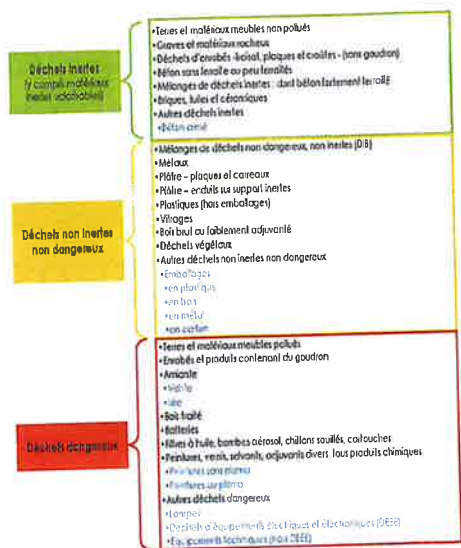 Déchets inertes
(y compris matériaux
inertes valorisables)
•Terres et matériaux meubles non pollués
•Graves et matériaux rocheux
•Déchets d'enrobés -fraisat, plaques et croûtes - (sans goudron)
•Béton sans ferraille ou peu ferraillés
•Mélanges de déchets inertes : dont béton fortement ferraillé
•Briques, tuiles et céramiques
•Autres déchets inertes
•Béton armé
Déchets non inertes
non dangereux
•Mélanges de déchets non dangereux, non inertes (DIB)
•Métaux
•Plâtre – plaques et carreaux
•Plâtre – enduits sur support inertes
•Plastiques (hors emballages)
•Vitrages
•Bois brut ou faiblement adjuvanté
•Déchets végétaux
•Autres déchets non inertes non dangereux
•Emballages
•en plastique
•en bois
•en métal
•en carton
Déchets dangereux
•Terres et matériaux meubles pollués
•Enrobés et produits contenant du goudron
•Amiante
•friable
•liée
•Bois traité
•Batteries
•Filtres à huile, bombes aérosol, chiffons souillés, cartouches
•Peintures, vernis, solvants, adjuvants divers, tous produits chimiques
•Peintures sans plomb
•Peintures au plomb
•Autres déchets dangereux
•Lampes
•Déchets d'équipements électriques et électroniques (DEEE)
•Equipements techniques (hors DEEE)